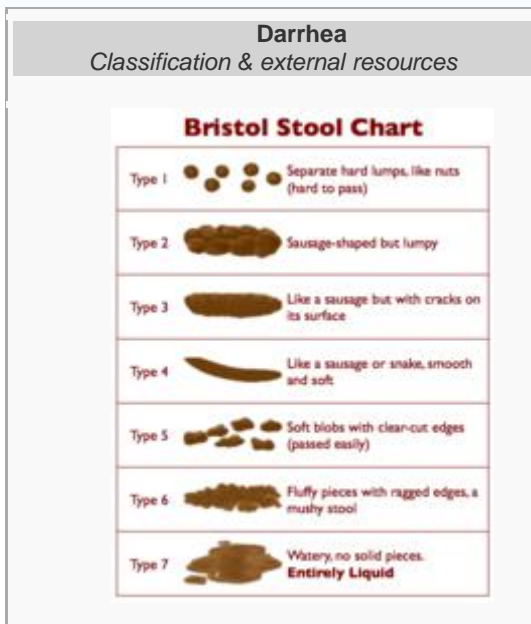 Darrhea
Classification & external resources
Bristol Stool Chart
Type 1
Separate hard lumps, like nuts
(hard to pass)
Type 2
Sausage-shaped but lumpy
Type 3
Like a sausage but with cracks on
its surface
Type 4
Like a sausage or snake, smooth
and soft
Type 5
Soft blobs with clear-cut edges
(passed easily)
Type 6
Fluffy pieces with ragged edges, a
mushy stool
Type 7
Watery, no solid pieces.
Entirely Liquid